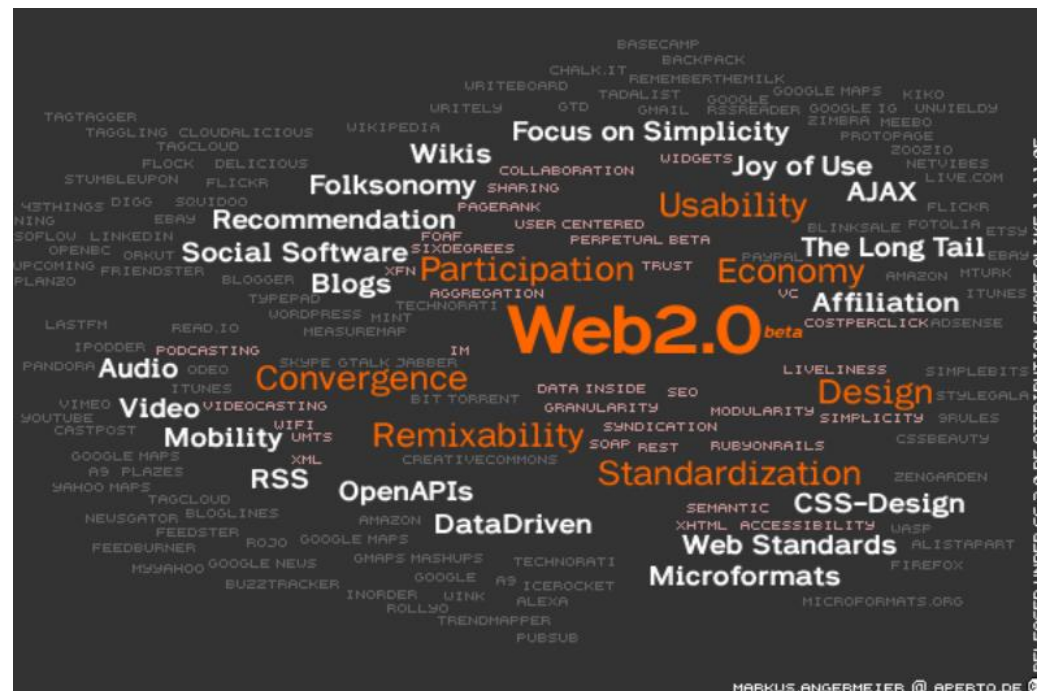 BASECAMP
BACKPACK
CHALK.IT REMEMBERTHEMILK
WRITEBOARD TADALIST GOOGLE GOOGLE MAPS KIKO
WRITELY GTD GMAIL RSSREADER GOOGLE IG UNWIELDY
TAGTAGGER ZIMBRA MEEBO
TAGGLING CLOUDALICIOUS WIKIPEDIA Focus on Simplicity PROTOPAGE
TAGCLOUD Wikis WIDGETS ZOOZIO
FLOCK DELICIOUS COLLABORATION Joy of Use NETVIBES
STUMBLEUPON FLICKR Folksonomy SHARING AJAX LIVE.COM
43THINGS DIGG SQUIDOO PAGERANK Usability FLICKR
NING EBAY Recommendation USER CENTERED BLINKSALE FOTOLIA ETSY
SOFLOW LINKEDIN FOAF PERPETUAL BETA
OPENBC ORKUT Social Software SIXDEGREES PAYPAL The Long Tail EBAY
UPCOMING FRIENDSTER XFN Participation TRUST Economy AMAZON MTURK
PLANZO BLOGGER Blogs AGGREGATION VC ITUNES
TYPEPAD TECHNORATI Affiliation
WORDPRESS MINT Web2.0 beta COSTPERCLICK ADSENSE
LASTFM READ.IO MEASUREMAP
IPODDER PODCASTING IM
PANDORA Audio ODEO SKYPE GTALK JABBER LIVELINESS SIMPLEBITS
ITUNES Convergence DATA INSIDE SEO Design STYLEGALA
VIMEO Video VIDEOCASTING BIT TORRENT GRANULARITY MODULARITY SIMPLICITY 9RULES
YOUTUBE
CASTPOST WIFI SYNDICATION
Mobility UMTS Remixability SOAP REST RUBYONRAILS CSSBEAUTY
GOOGLE MAPS XML CREATIVECOMMONS
A9 PLAZES RSS Standardization ZENGARDEN
YAHOO MAPS OpenAPIs
TAGCLOUD SEMANTIC CSS-Design
NEWSGATOR BLOGLINES AMAZON DataDriven XHTML ACCESSIBILITY WASP
FEEDSTER ROJO GOOGLE MAPS Web Standards ALISTAPART
FEEDBURNER GMAPS MASHUPS TECHNORATI FIREFOX
MYYAHOO GOOGLE NEWS GOOGLE A9 ICEROCKET Microformats
BUZZTRACKER INORDER WINK ALEXA MICROFORMATS.ORG
ROLLYO
TRENDMAPPER
PUBSUB
MARKUS ANGERMEIER @ APERTO.DE